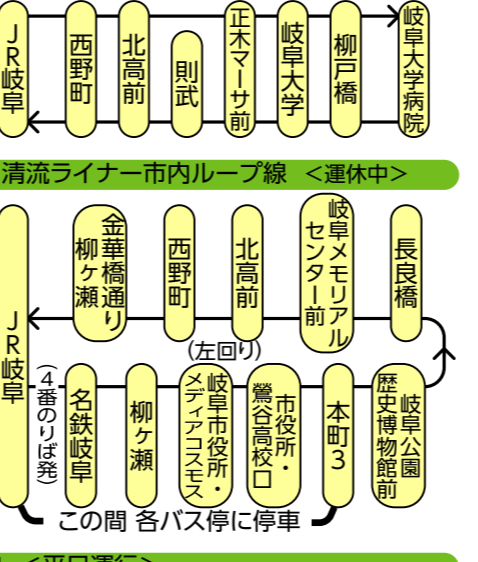 JR岐阜
西野町
北高前
則武
正木マーサ前
岐阜大学
柳戸橋
岐阜大学病院
清流ライナー市内ループ線 <運休中>
JR岐阜
金華橋通り
柳ヶ瀬
西野町
北高前
岐阜メモリアル
センター前
長良橋
(左回り)
(4番のりば発)
名鉄岐阜
柳ヶ瀬
岐阜市役所・
メディアコスモス
市役所・
鶯谷高校口
本町3
岐阜公園
歴史博物館前
この間 各バス停に停車
<平日運行>